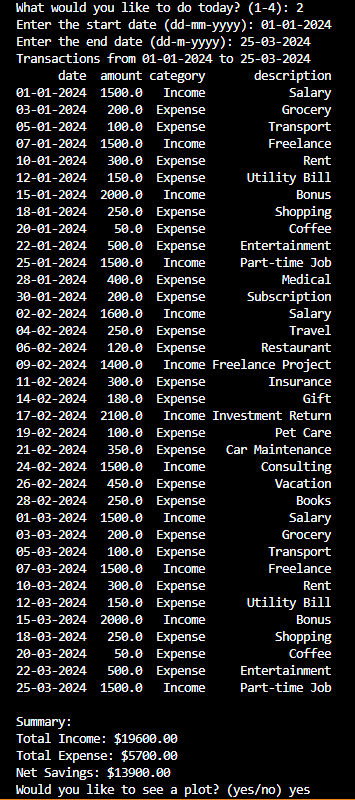 What would you like to do today? (1-4): 2
Enter the start date (dd-mm-yyyy): 01-01-2024
Enter the end date (dd-m-yyyy): 25-03-2024
Transactions from 01-01-2024 to 25-03-2024
date amount category description
01-01-2024 1500.0 Income Salary
03-01-2024 200.0 Expense Grocery
05-01-2024 100.0 Expense Transport
07-01-2024 1500.0 Income Freelance
10-01-2024 300.0 Expense Rent
12-01-2024 150.0 Expense Utility Bill
15-01-2024 2000.0 Income Bonus
18-01-2024 250.0 Expense Shopping
20-01-2024 50.0 Expense Coffee
22-01-2024 500.0 Expense Entertainment
25-01-2024 1500.0 Income Part-time Job
28-01-2024 400.0 Expense Medical
30-01-2024 200.0 Expense Subscription
02-02-2024 1600.0 Income Salary
04-02-2024 250.0 Expense Travel
06-02-2024 120.0 Expense Restaurant
09-02-2024 1400.0 Income Freelance Project
11-02-2024 300.0 Expense Insurance
14-02-2024 180.0 Expense Gift
17-02-2024 2100.0 Income Investment Return
19-02-2024 100.0 Expense Pet Care
21-02-2024 350.0 Expense Car Maintenance
24-02-2024 1500.0 Income Consulting
26-02-2024 450.0 Expense Vacation
28-02-2024 250.0 Expense Books
01-03-2024 1500.0 Income Salary
03-03-2024 200.0 Expense Grocery
05-03-2024 100.0 Expense Transport
07-03-2024 1500.0 Income Freelance
10-03-2024 300.0 Expense Rent
12-03-2024 150.0 Expense Utility Bill
15-03-2024 2000.0 Income Bonus
18-03-2024 250.0 Expense Shopping
20-03-2024 50.0 Expense Coffee
22-03-2024 500.0 Expense Entertainment
25-03-2024 1500.0 Income Part-time Job
Summary:
Total Income: $19600.00
Total Expense: $5700.00
Net Savings: $13900.00
Would you like to see a plot? (yes/no) yes